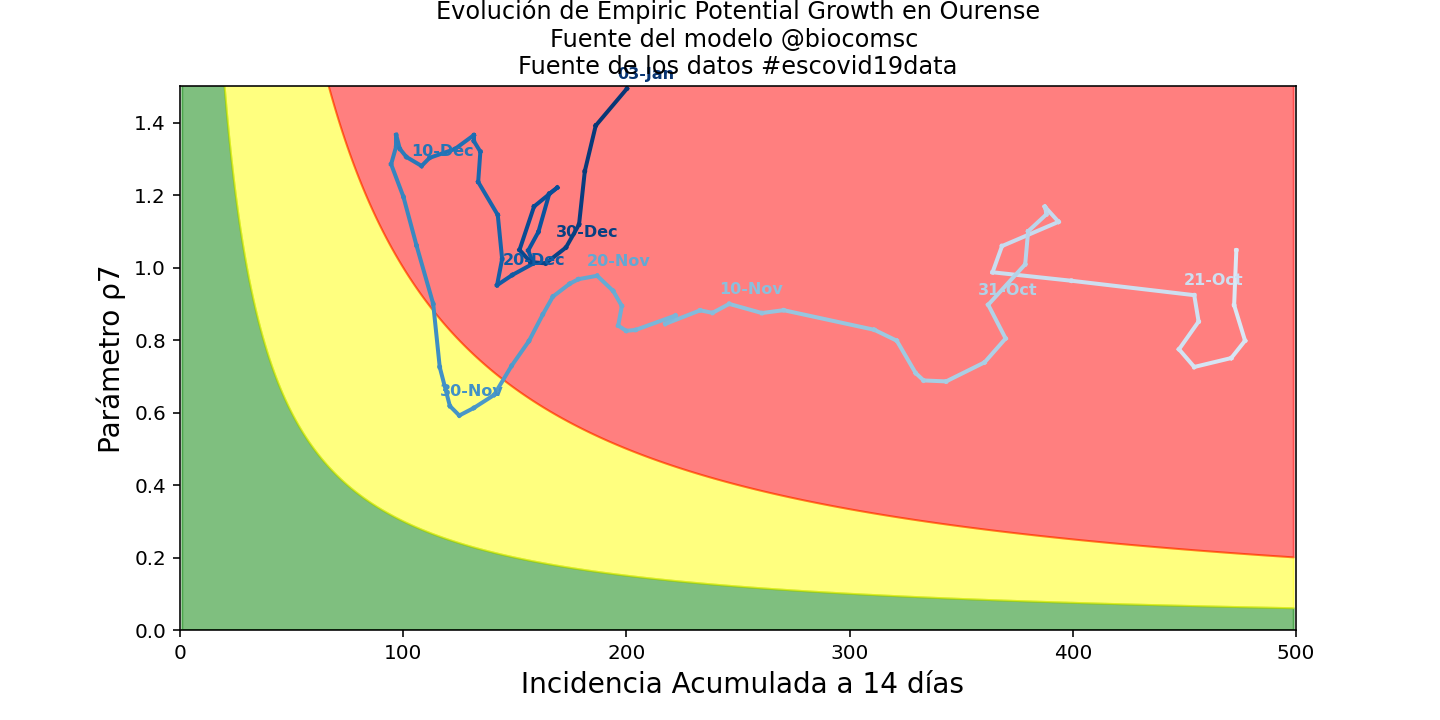 Evolución de Empiric Potential Growth en Ourense
Fuente del modelo @biocomsc
Fuente de los datos #escovid19data
03-Jan
1.4
1.2
1.0
0.8
0.6
0.4
0.2
0.0
Parámetro ρ7
10-Dec
30-Dec
20-Dec
20-Nov
10-Nov
31-Oct
21-Oct
30-Nov
0
100
200
300
400
500
Incidencia Acumulada a 14 días